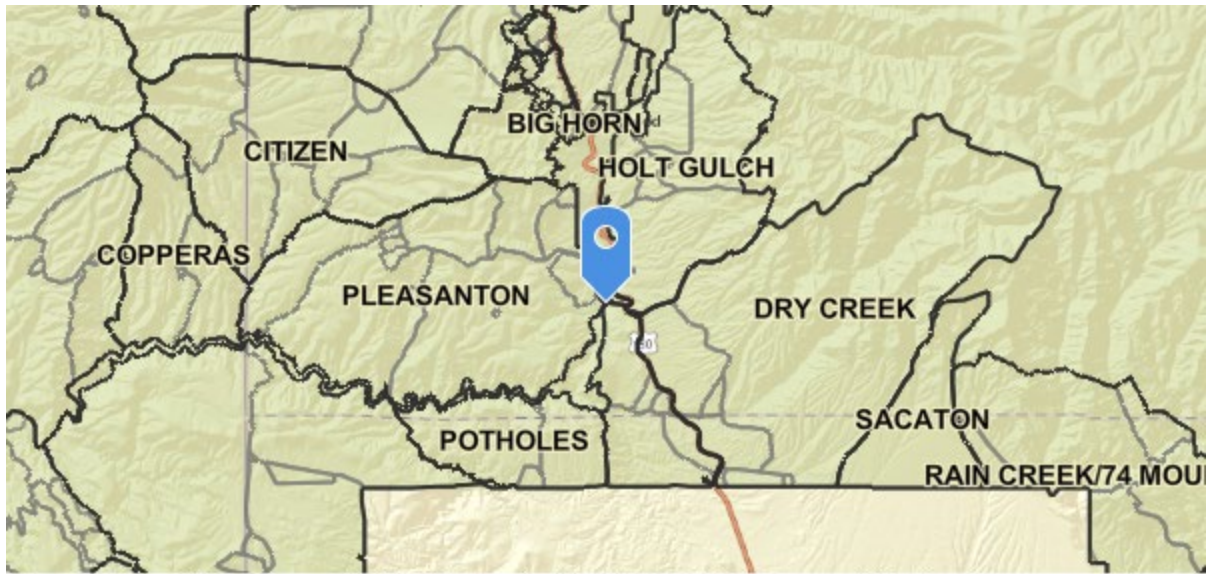 BIG HORN
CITIZEN
HOLT GULCH
COPPERAS
PLEASANTON
DRY CREEK
SACATON
POTHOLES
RAIN CREEK/74 MOU